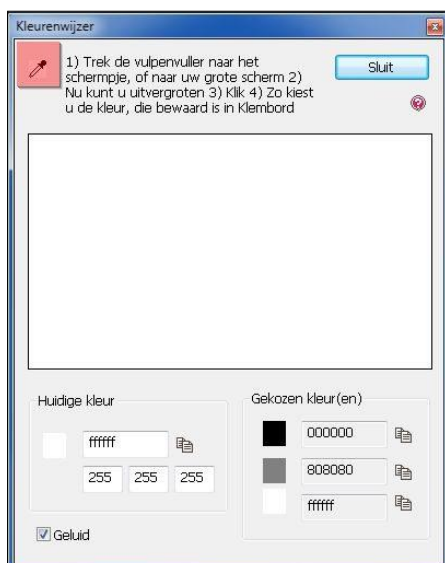 Kleurenwijzer
1) Trek de vulpenvuller naar het
schermpje, of naar uw grote scherm 2)
Nu kunt u uitvergroten 3) Klik 4) Zo kiest
u de kleur, die bewaard is in Klembord
Sluit
Huidige kleur
ffffff
255 255 255
Gekozen kleur(en)
000000
808080
ffffff
Geluid